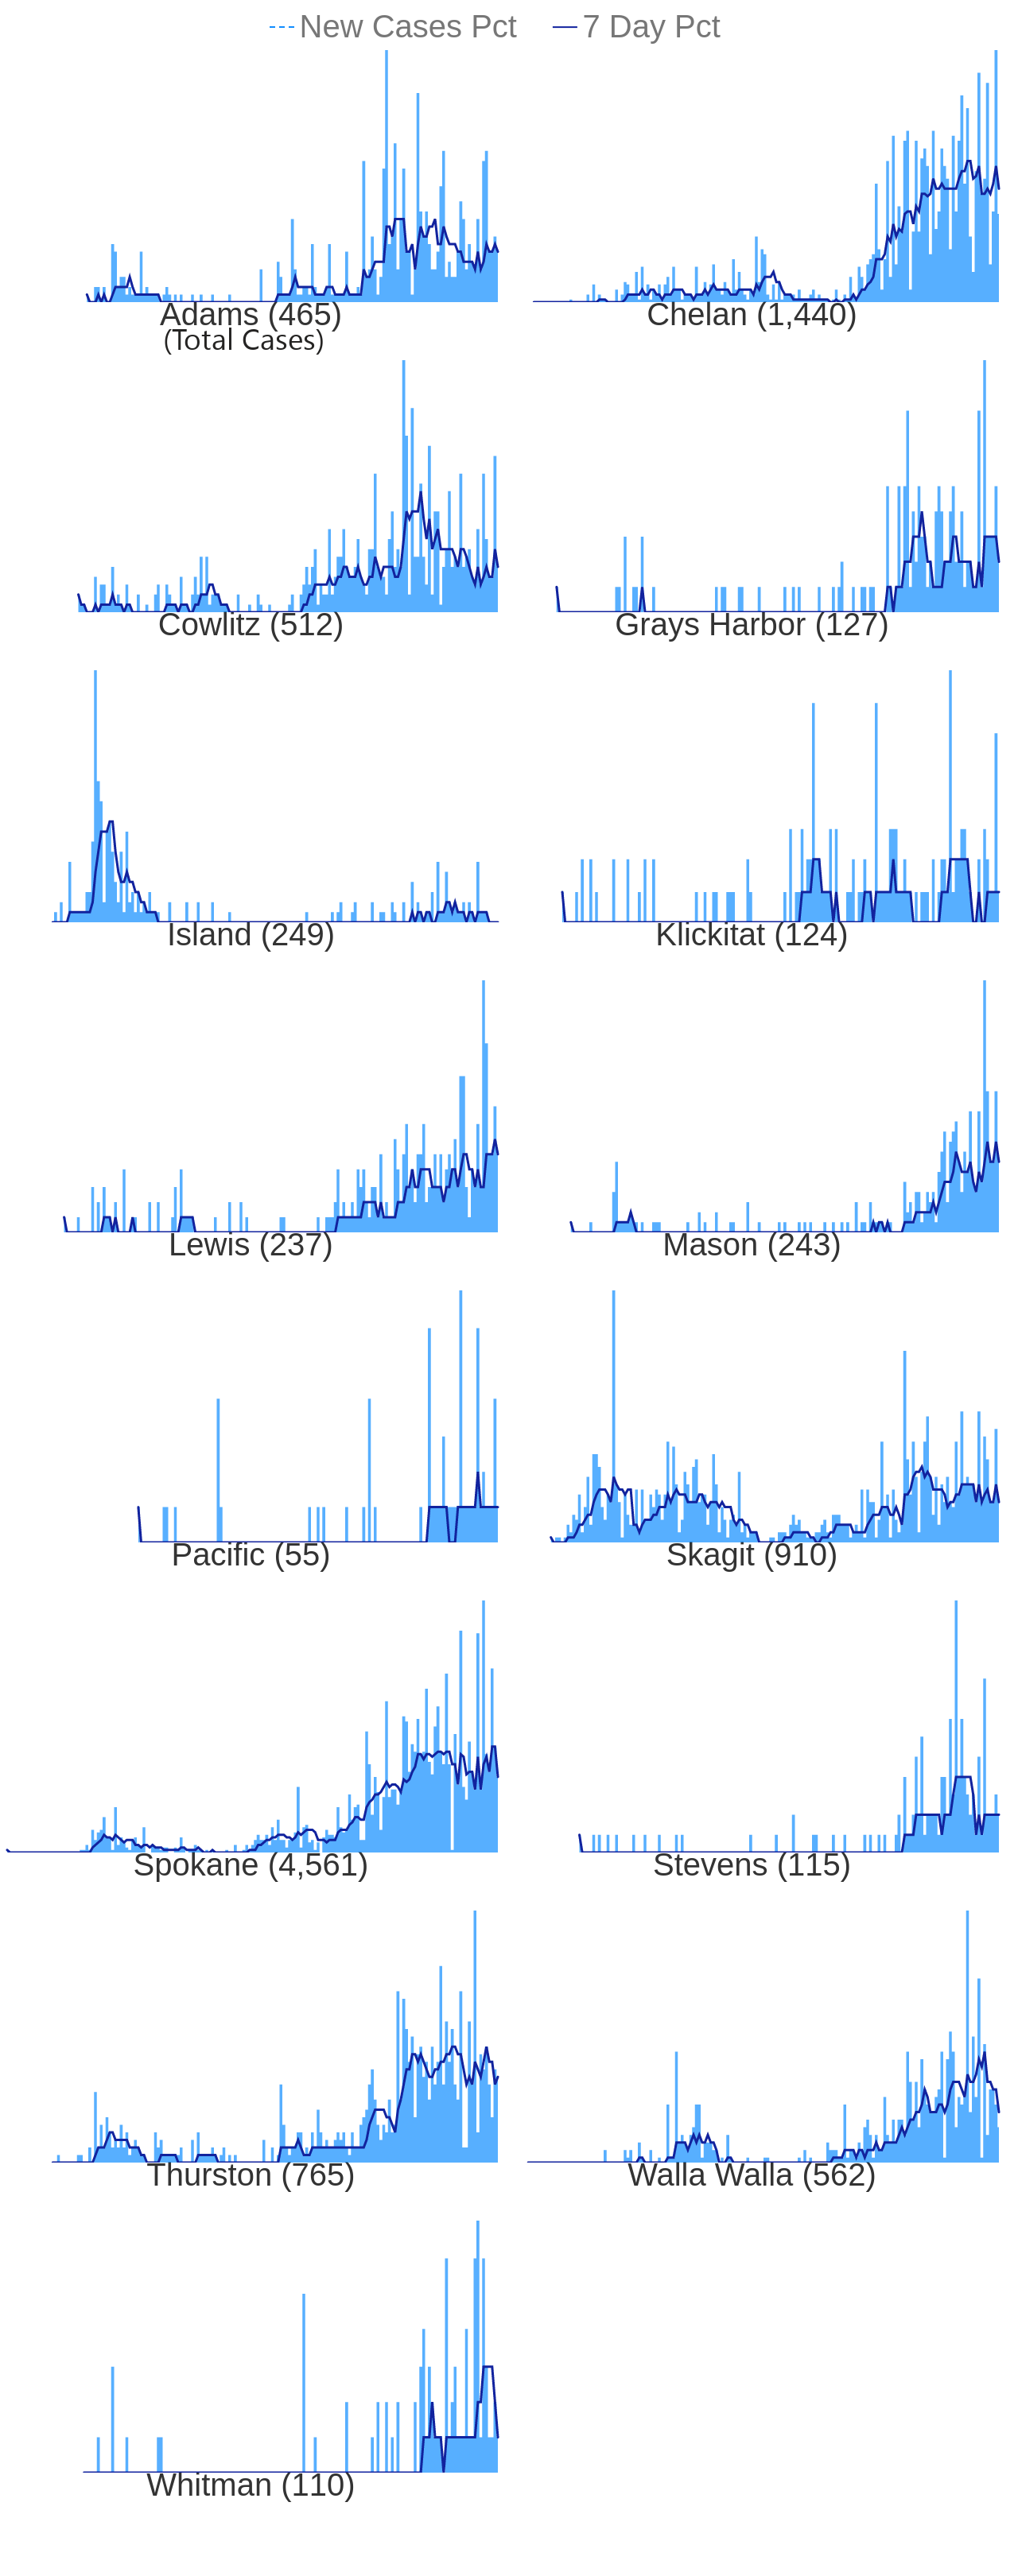 New Cases Pct 7 Day Pct
Adams (465) Chelan (1,440)
(Total Cases)
Cowlitz (512) Grays Harbor (127)
Island (249) Klickitat (124)
Lewis (237) Mason (243)
Pacific (55) Skagit (910)
Spokane (4,561) Stevens (115)
Thurston (765) Walla Walla (562)
Whitman (110)